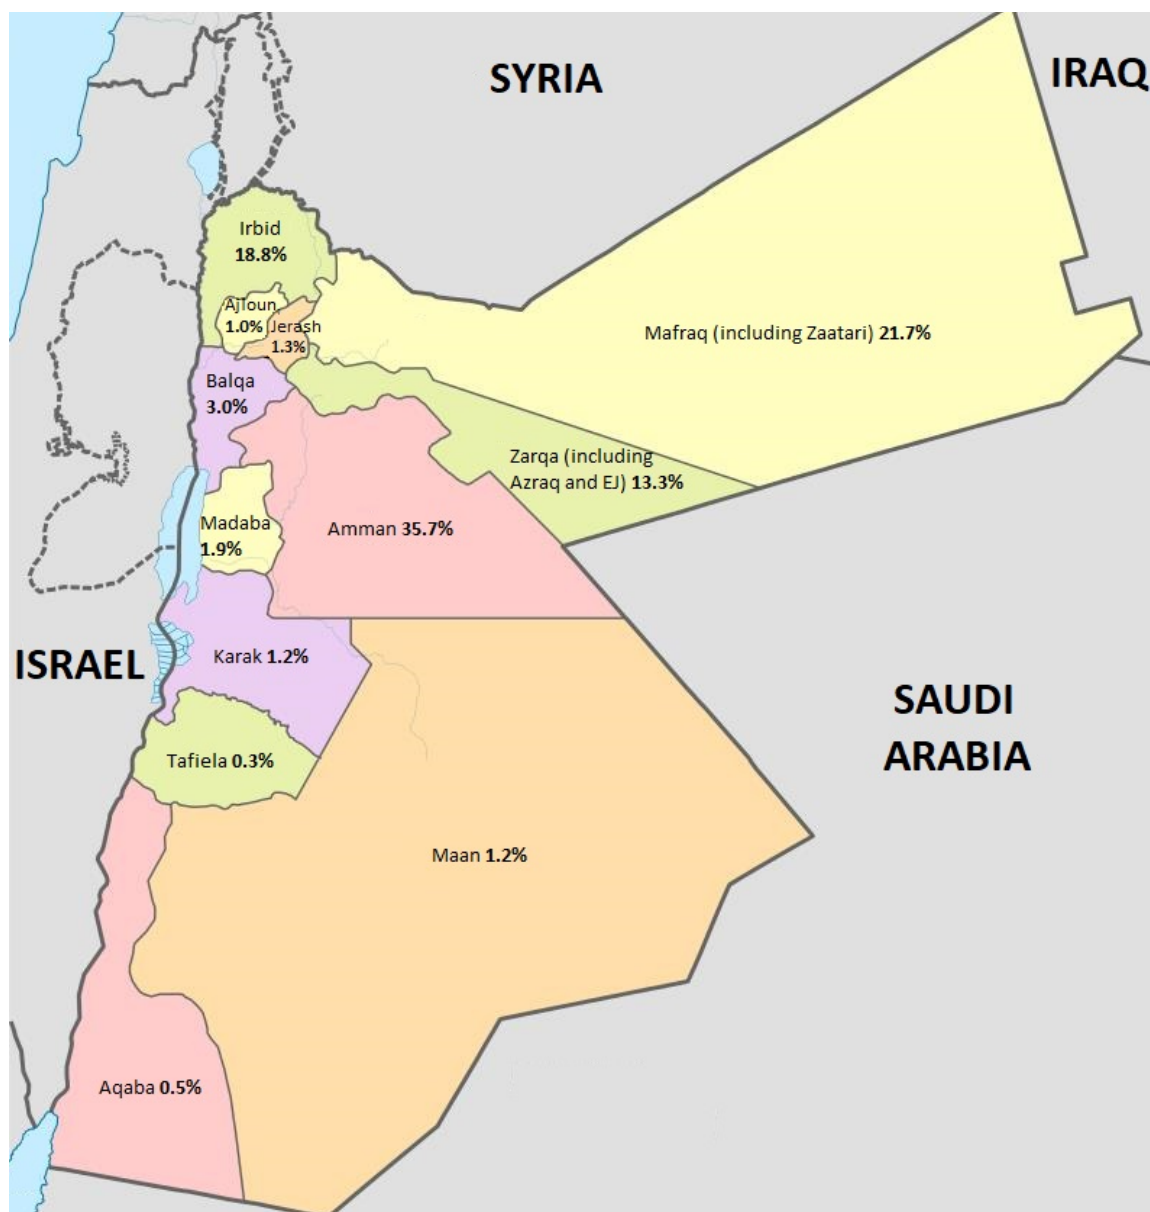 SYRIA
IRAQ
Irbid
18.8%
Ajloun
1.0%
Jerash
1.3%
Mafraq (including Zaatari) 21.7%
Balqa
3.0%
Zarqa (including
Azraq and EJ) 13.3%
Madaba
1.9%
Amman 35.7%
ISRAEL
Karak 1.2%
SAUDI
ARABIA
Tafiela 0.3%
Maan 1.2%
Aqaba 0.5%